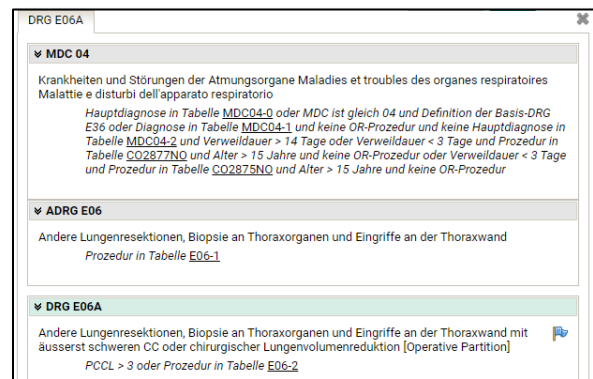 DRG E06A
MDC 04
Krankheiten und Störungen der Atmungsorgane Maladies et troubles des organes respiratoires
Malattie e disturbi dell'apparato respiratorio
Hauptdiagnose in Tabelle MDC04-0 oder MDC ist gleich 04 und Definition der Basis-DRG
E36 oder Diagnose in Tabelle MDC04-1 und keine OR-Prozedur und keine Hauptdiagnose in
Tabelle MDC04-2 und Verweildauer > 14 Tage oder Verweildauer < 3 Tage und Prozedur in
Tabelle CO2877NO und Alter > 15 Jahre und keine OR-Prozedur oder Verweildauer < 3 Tage
und Prozedur in Tabelle CO2875NO und Alter > 15 Jahre und keine OR-Prozedur
ADRG E06
Andere Lungenresektionen, Biopsie an Thoraxorganen und Eingriffe an der Thoraxwand
Prozedur in Tabelle E06-1
DRG E06A
Andere Lungenresektionen, Biopsie an Thoraxorganen und Eingriffe an der Thoraxwand mit
äusserst schweren CC oder chirurgischer Lungenvolumenreduktion [Operative Partition]
PCCL > 3 oder Prozedur in Tabelle E06-2